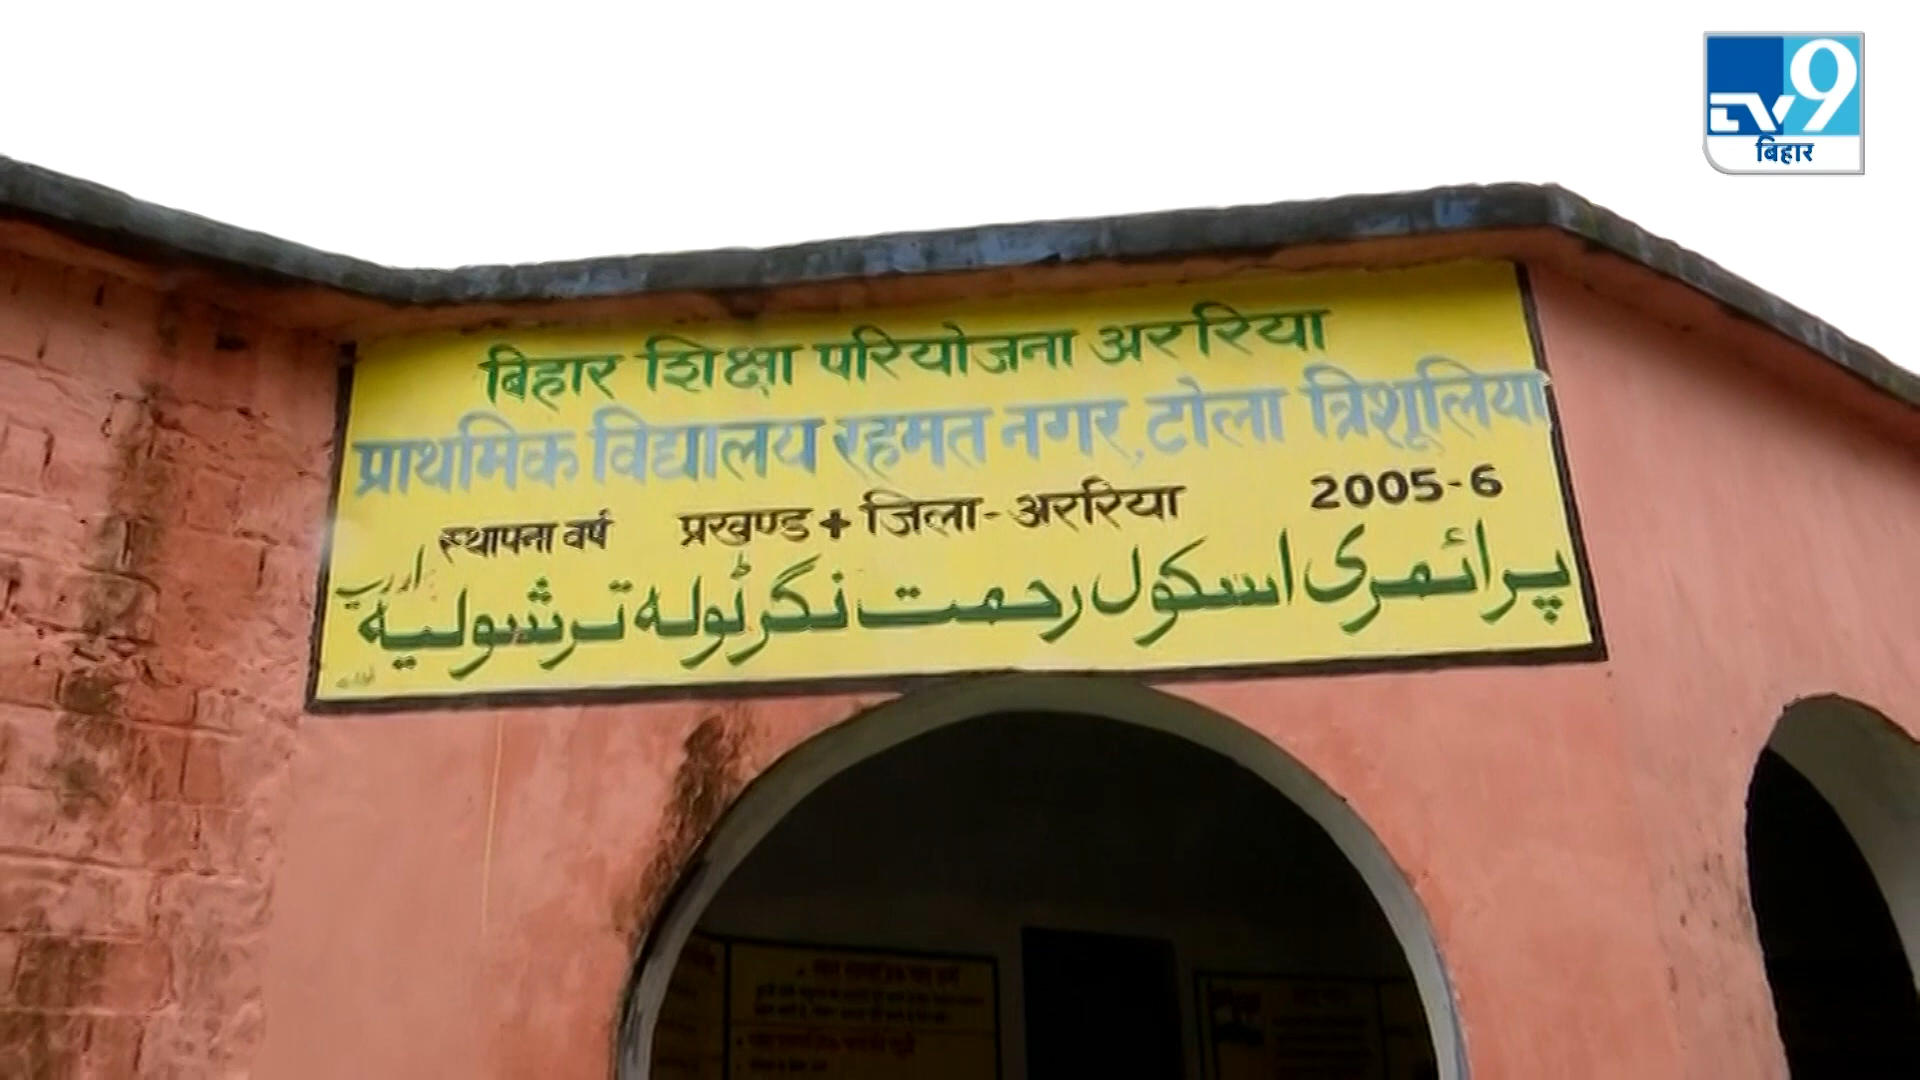 TV9
बिहार
बिहार शिक्षा परियोजना अररिया
प्राथमिक विद्यालय रहमत नगर, टोला त्रिशूलिया
स्थापना वर्ष प्रखण्ड + जिला - अररिया 2005-6
پرائمری اسکول رحمت نگر ٹولہ ترشولیہ